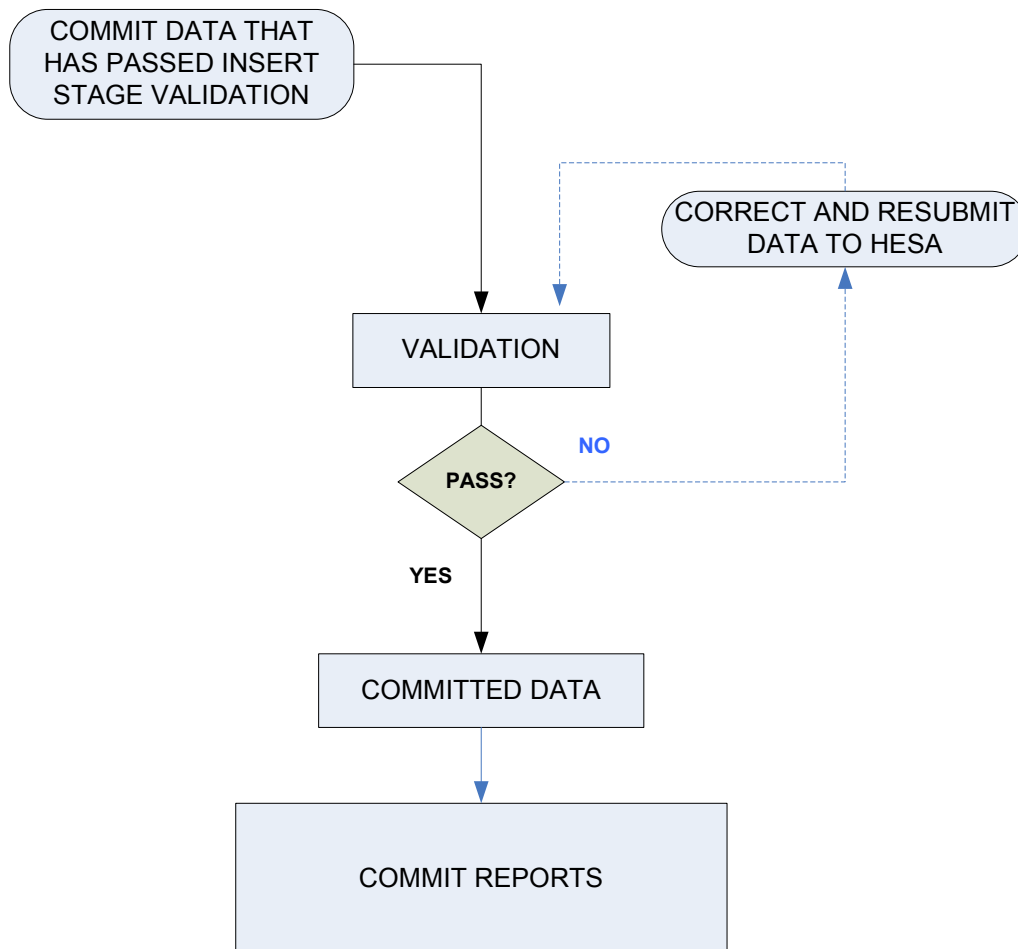 COMMIT DATA THAT
HAS PASSED INSERT
STAGE VALIDATION
CORRECT AND RESUBMIT
DATA TO HESA
VALIDATION
NO
PASS?
YES
COMMITTED DATA
COMMIT REPORTS